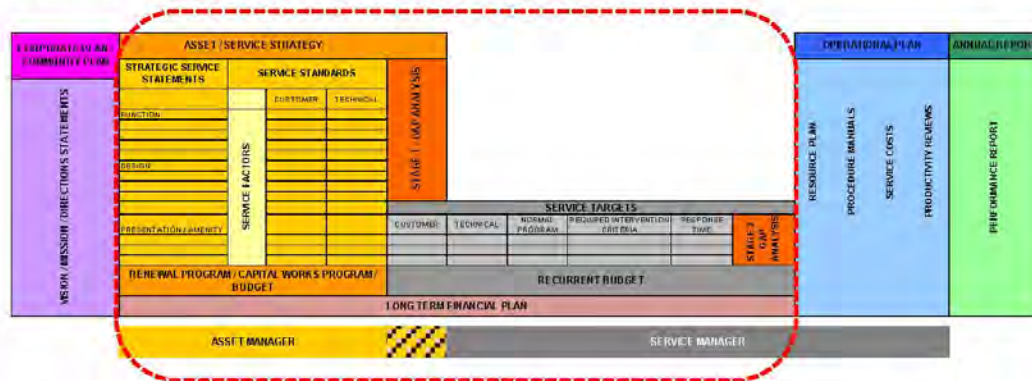 CORPORATE PLAN /
COMMUNITY PLAN
VISION / MISSION / DIRECTIONS STATEMENTS
ASSET / SERVICE STRATEGY
STRATEGIC SERVICE
STATEMENTS
SERVICE STANDARDS
CUSTOMER
TECHNICAL
FUNCTION
DESIGN
PRESENTATION / AMENITY
SERVICE FACTORS
STAGE 1 - GAP ANALYSIS
SERVICE TARGETS
CUSTOMER
TECHNICAL
NORMAL
PROGRAM
REQUIRED INTERVENTION
CRITERIA
RESPONSE
TIME
STAGE 2
GAP
ANALYSIS
RENEWAL PROGRAM / CAPITAL WORKS PROGRAM /
BUDGET
RECURRENT BUDGET
LONG TERM FINANCIAL PLAN
ASSET MANAGER
SERVICE MANAGER
OPERATIONAL PLAN
RESOURCE PLAN
PROCEDURE MANUALS
SERVICE COSTS
PRODUCTIVITY REVIEWS
ANNUAL REPORT
PERFORMANCE REPORT